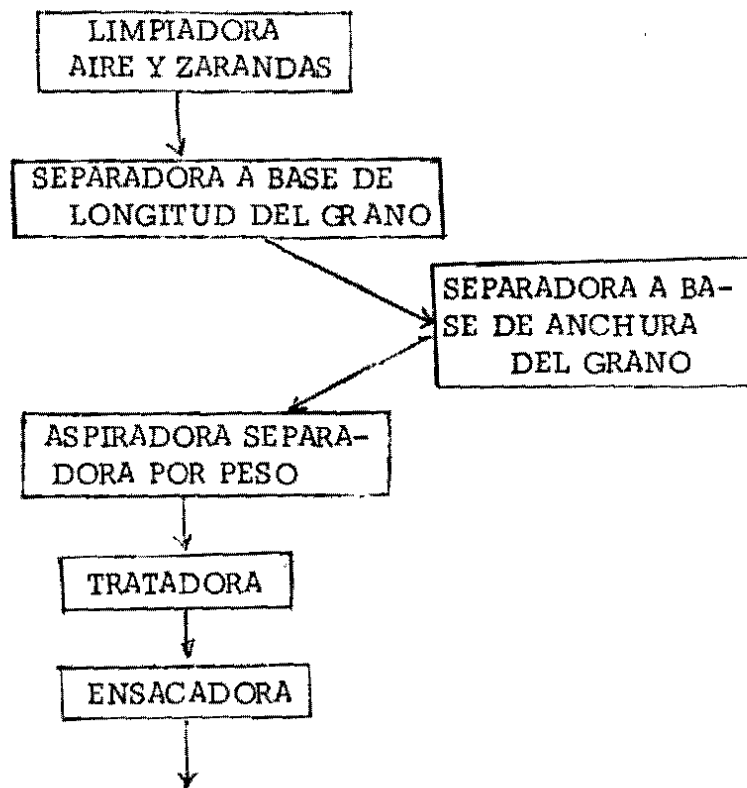 LIMPIADORA
AIRE Y ZARANDAS
SEPARADORA A BASE DE
LONGITUD DEL GRANO
SEPARADORA A BA-
SE DE ANCHURA
DEL GRANO
ASPIRADORA SEPARA-
DORA POR PESO
TRATADORA
ENSACADORA